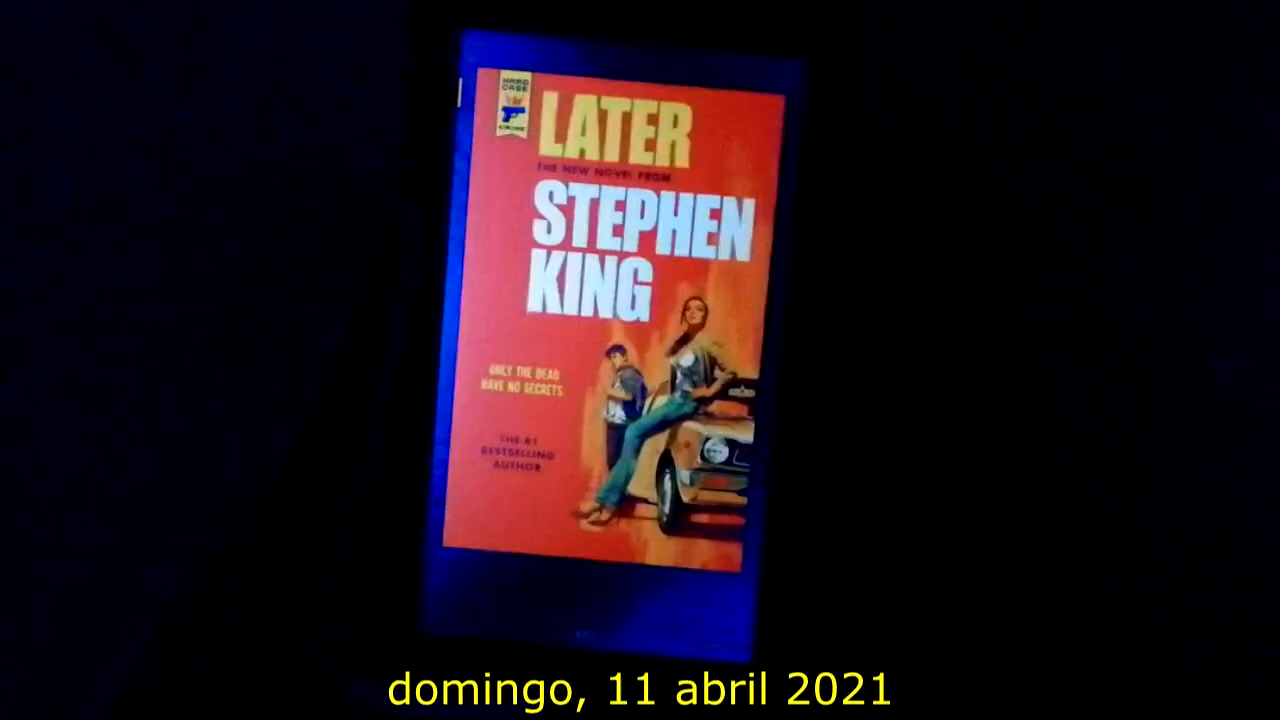 HARD
CASE
CRIME
LATER
THE NEW NOVEL FROM
STEPHEN
KING
ONLY THE DEAD
HAVE NO SECRETS.
THE #1
BESTSELLING
AUTHOR
domingo, 11 abril 2021